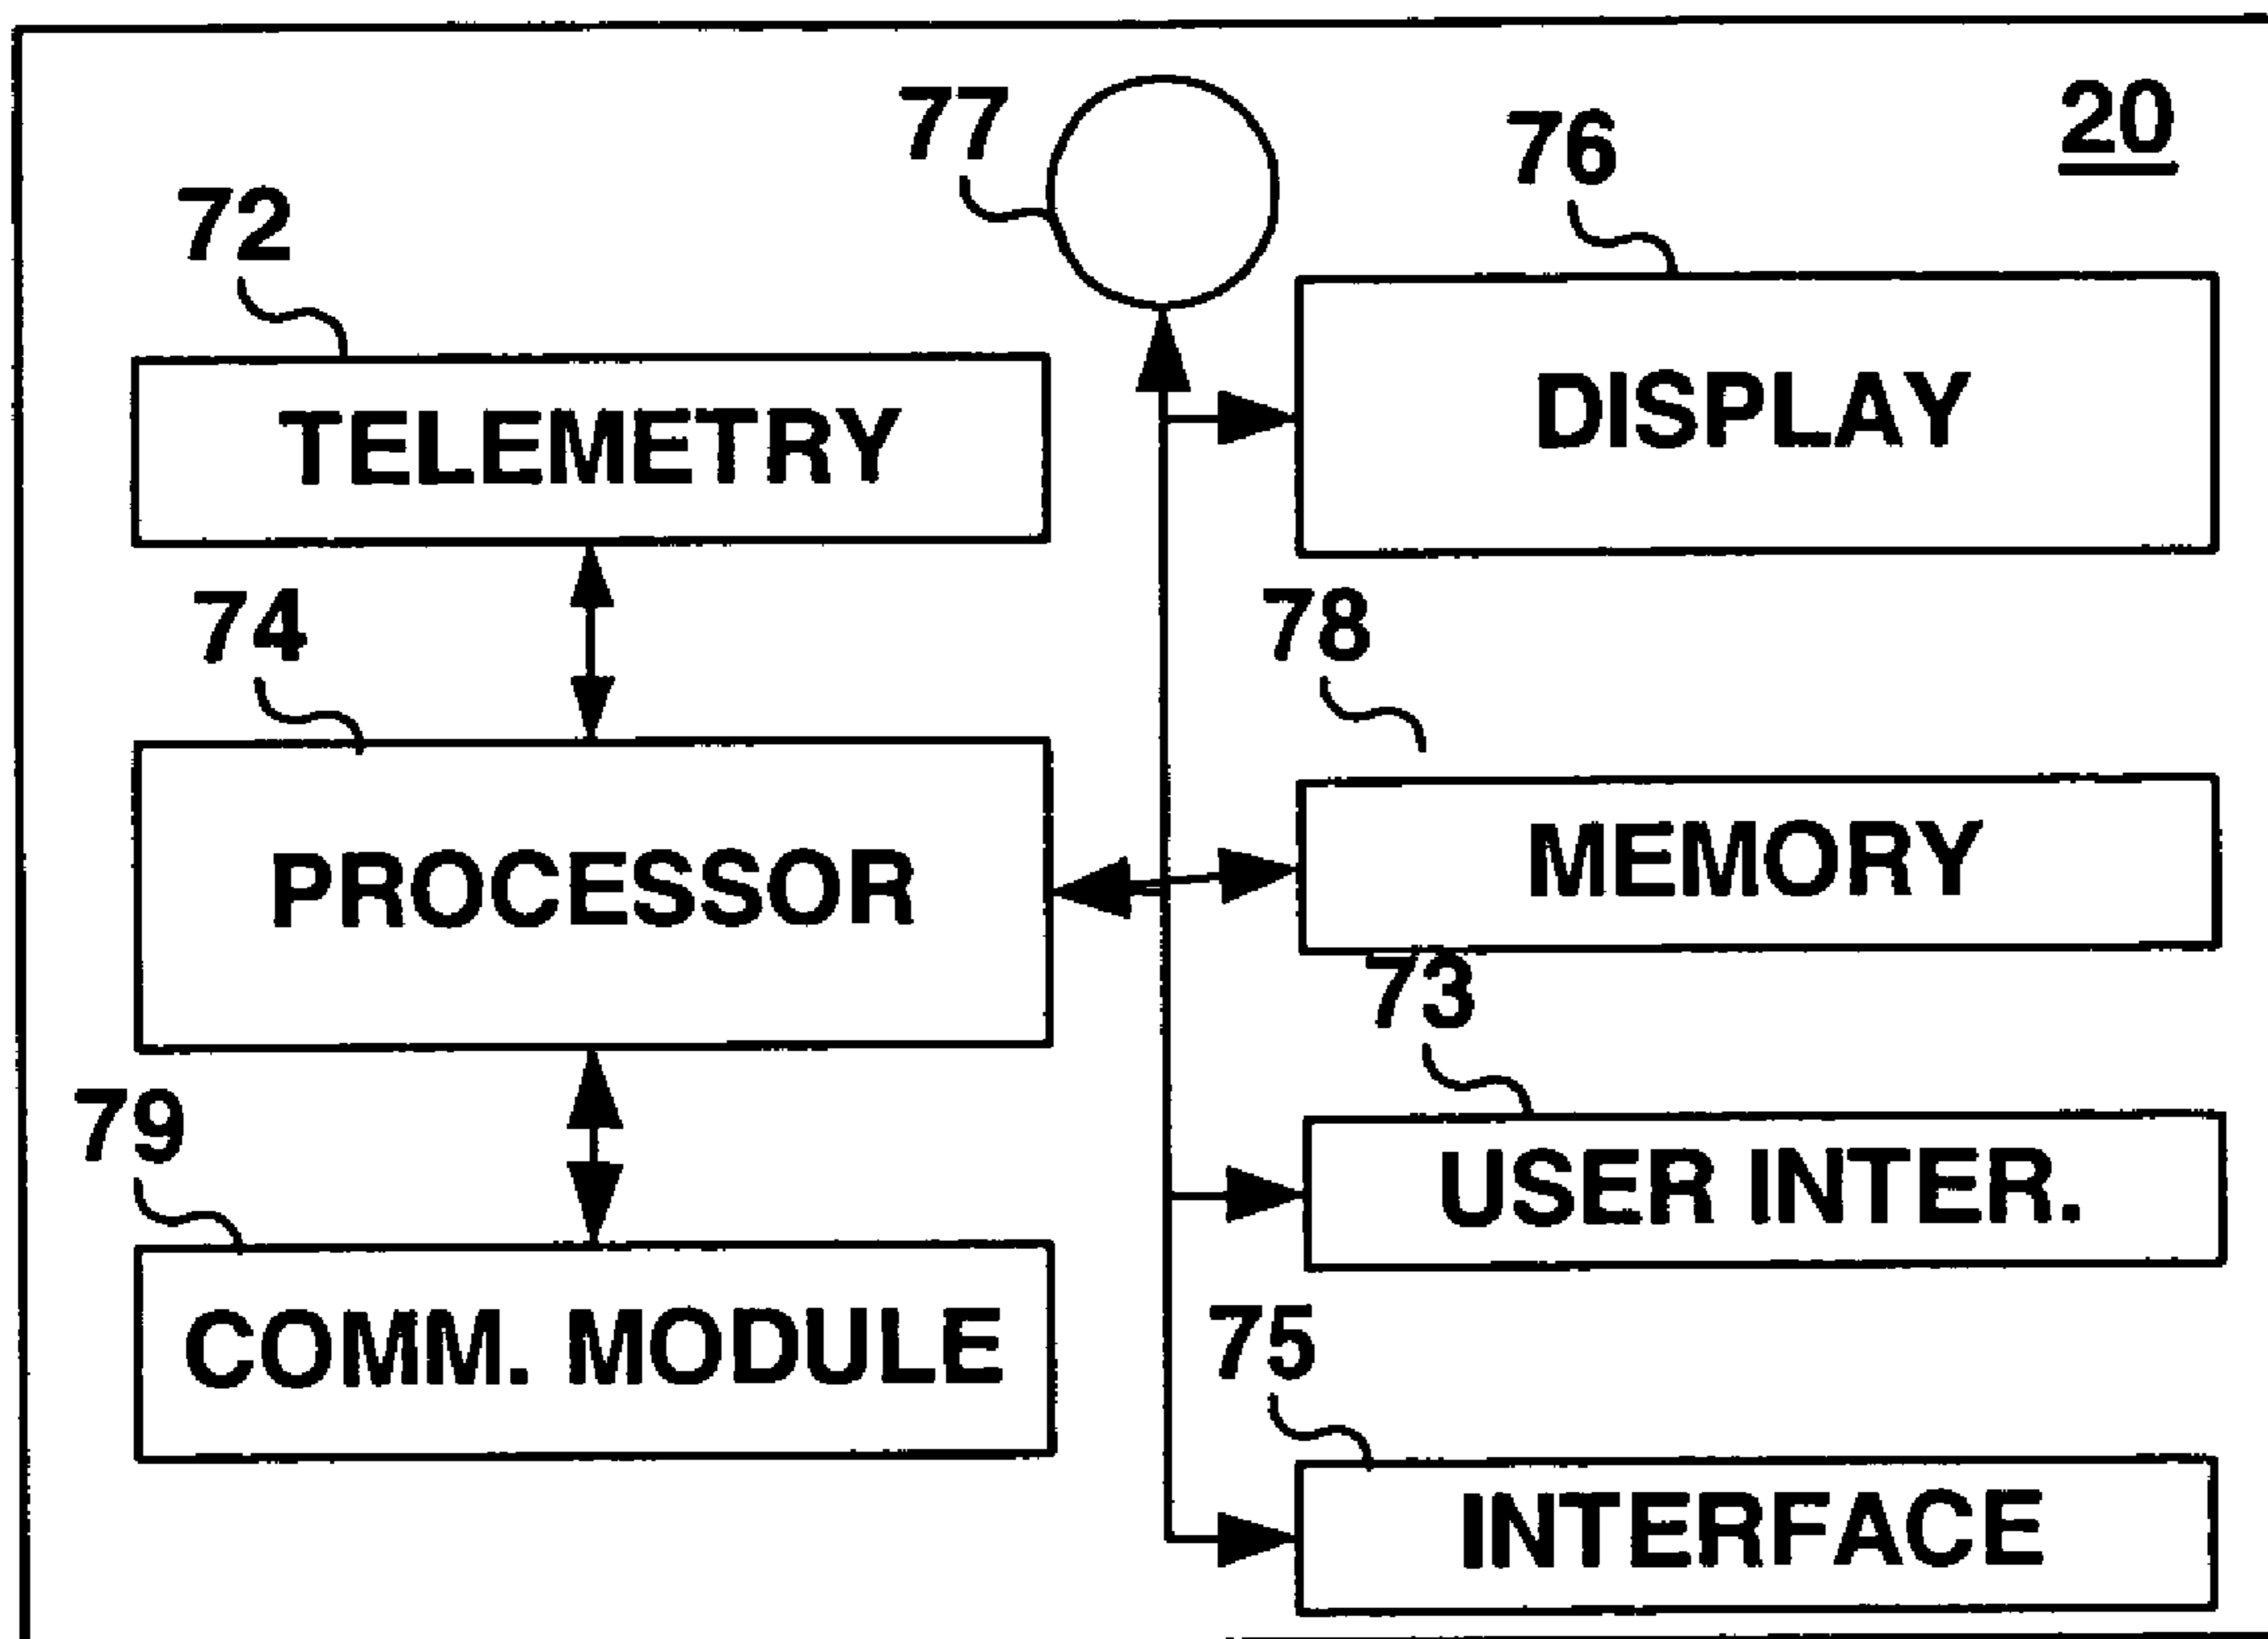 77
76
20
72
TELEMETRY
DISPLAY
74
78
PROCESSOR
MEMORY
73
79
USER INTER.
COMM. MODULE
75
INTERFACE